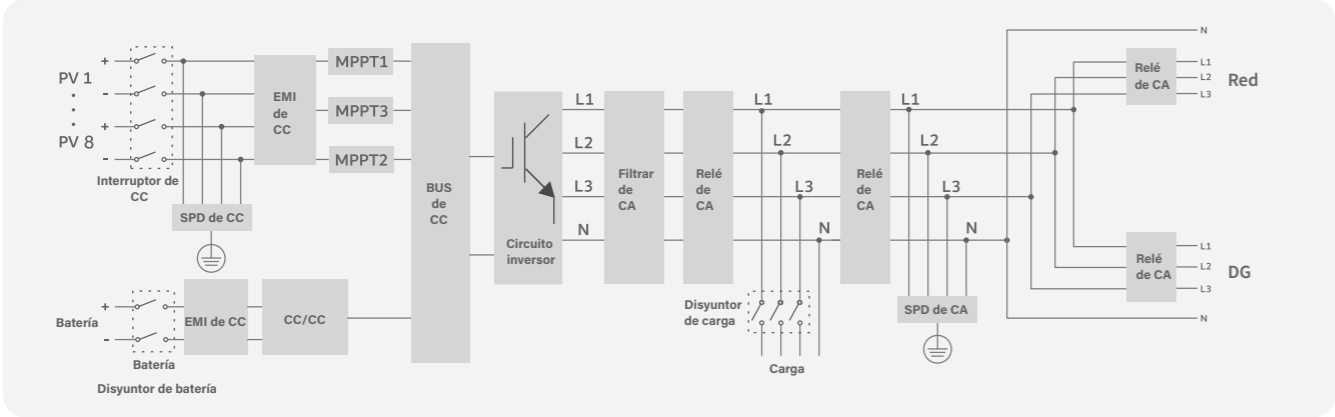 +
PV 1
-
+
PV 8
-
Interruptor de
CC
SPD de CC
EMI
de
CC
MPPT1
MPPT3
MPPT2
BUS
de
CC
+
Batería
-
Batería
Disyuntor de batería
EMI de CC
CC/CC
Circuito
inversor
L1
L2
L3
N
Filtrar
de
CA
Relé
de
CA
L1
L2
L3
N
Disyuntor
de carga
Carga
Relé
de
CA
L1
L2
L3
N
SPD de CA
N
Relé
de CA
L1
L2
L3
Red
Relé
de CA
L1
L2
L3
DG
N